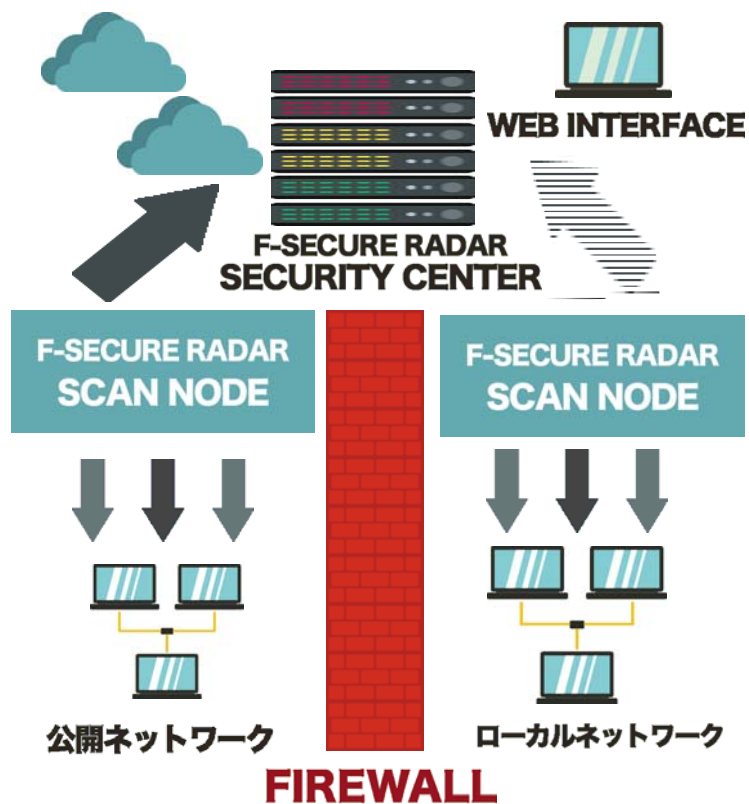 WEB INTERFACE
F-SECURE RADAR
SECURITY CENTER
F-SECURE RADAR
SCAN NODE
F-SECURE RADAR
SCAN NODE
公開ネットワーク
ローカルネットワーク
FIREWALL